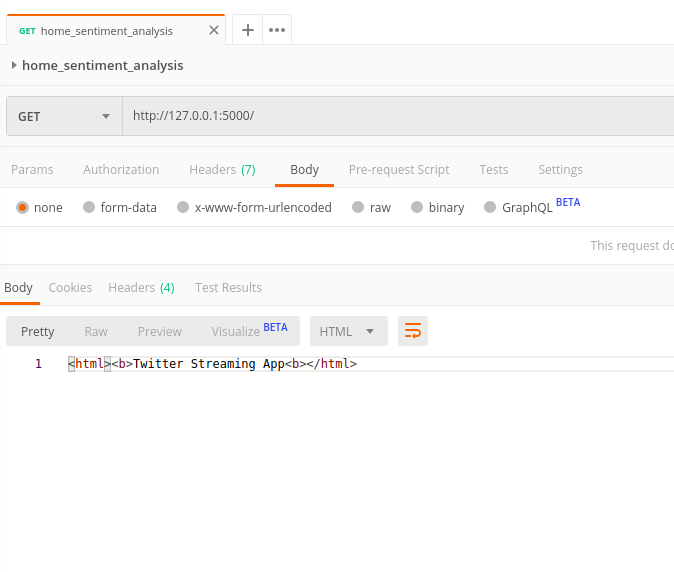 GET home_sentiment_analysis
home_sentiment_analysis
GET http://127.0.0.1:5000/
Params Authorization Headers (7) Body Pre-request Script Tests Settings
none form-data x-www-form-urlencoded raw binary GraphQL BETA
This request do
Body Cookies Headers (4) Test Results
Pretty Raw Preview Visualize BETA HTML
1 <html><b>Twitter Streaming App<b></html>